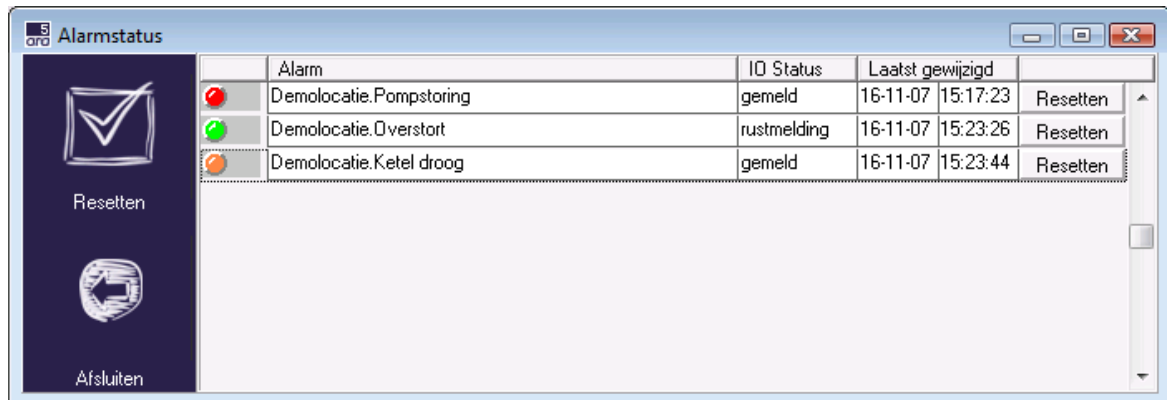 5 ara Alarmstatus
Alarm IO Status Laatst gewijzigd
Demolocatie.Pompstoring gemeld 16-11-07 15:17:23 Resetten
Demolocatie.Overstort rustmelding 16-11-07 15:23:26 Resetten
Demolocatie.Ketel droog gemeld 16-11-07 15:23:44 Resetten
Resetten
Afsluiten